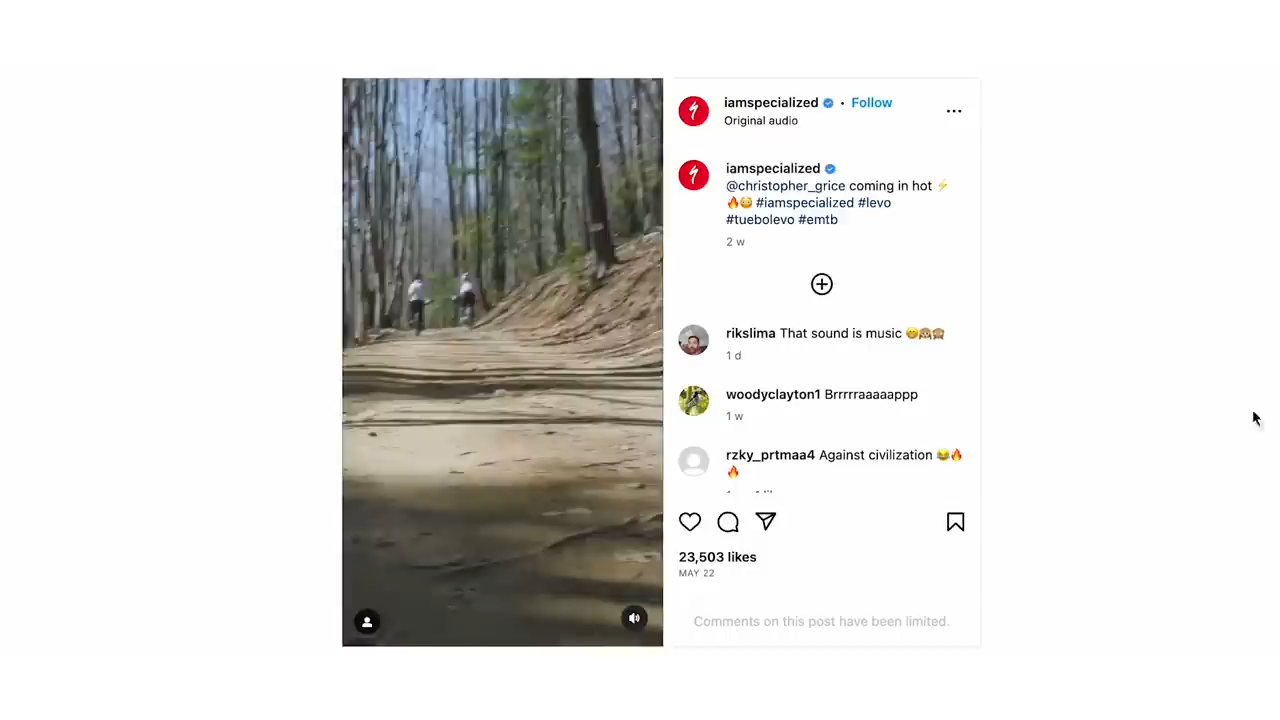 iamspecialized • Follow
Original audio
iamspecialized
@christopher_grice coming in hot ⚡
🔥😳 #iamspecialized #levo
#tuebolevo #emtb
2 w
rikslima That sound is music 😁🙈🙈
1 d
woodyclayton1 Brrrrraaaaappp
1 w
rzky_prtmaa4 Against civilization 😂🔥
🔥
23,503 likes
MAY 22
Comments on this post have been limited.